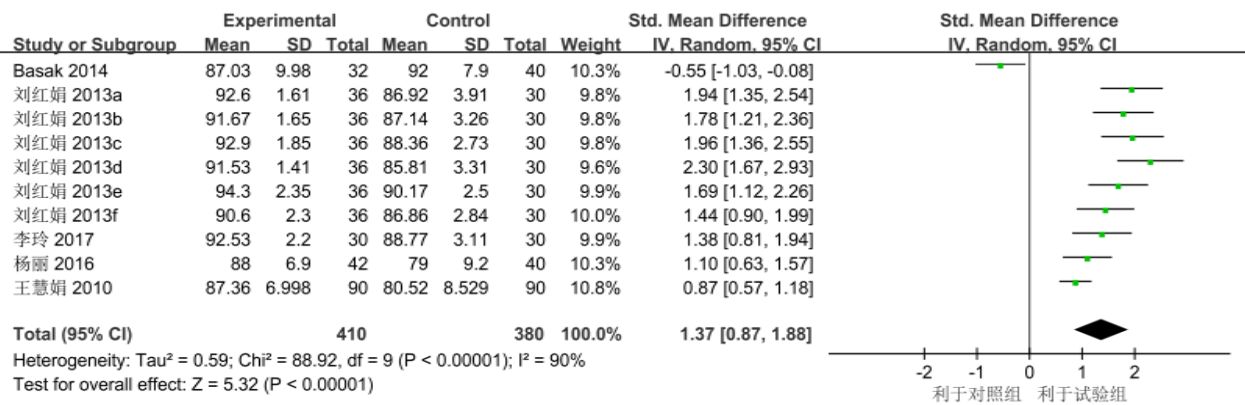 Experimental Control Std. Mean Difference Std. Mean Difference
Study or Subgroup Mean SD Total Mean SD Total Weight IV, Random, 95% CI IV, Random, 95% CI
Basak 2014 87.03 9.98 32 92 7.9 40 10.3% -0.55 [-1.03, -0.08]
刘红娟 2013a 92.6 1.61 36 86.92 3.91 30 9.8% 1.94 [1.35, 2.54]
刘红娟 2013b 91.67 1.65 36 87.14 3.26 30 9.8% 1.78 [1.21, 2.36]
刘红娟 2013c 92.9 1.85 36 88.36 2.73 30 9.8% 1.96 [1.36, 2.55]
刘红娟 2013d 91.53 1.41 36 85.81 3.31 30 9.6% 2.30 [1.67, 2.93]
刘红娟 2013e 94.3 2.35 36 90.17 2.5 30 9.9% 1.69 [1.12, 2.26]
刘红娟 2013f 90.6 2.3 36 86.86 2.84 30 10.0% 1.44 [0.90, 1.99]
李玲 2017 92.53 2.2 30 88.77 3.11 30 9.9% 1.38 [0.81, 1.94]
杨丽 2016 88 6.9 42 79 9.2 40 10.3% 1.10 [0.63, 1.57]
王慧娟 2010 87.36 6.998 90 80.52 8.529 90 10.8% 0.87 [0.57, 1.18]
Total (95% CI) 410 380 100.0% 1.37 [0.87, 1.88]
Heterogeneity: Tau² = 0.59; Chi² = 88.92, df = 9 (P < 0.00001); I² = 90%
Test for overall effect: Z = 5.32 (P < 0.00001)
-2 -1 0 1 2
利于对照组 利于试验组